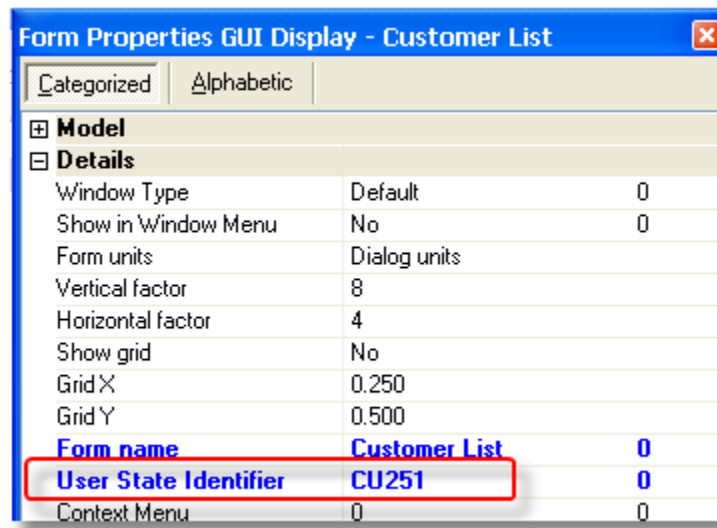 Form Properties GUI Display - Customer List
Categorized Alphabetic
Model
Details
Window Type Default 0
Show in Window Menu No 0
Form units Dialog units
Vertical factor 8
Horizontal factor 4
Show grid No
Grid X 0.250
Grid Y 0.500
Form name Customer List 0
User State Identifier CU251 0
Context Menu 0 0